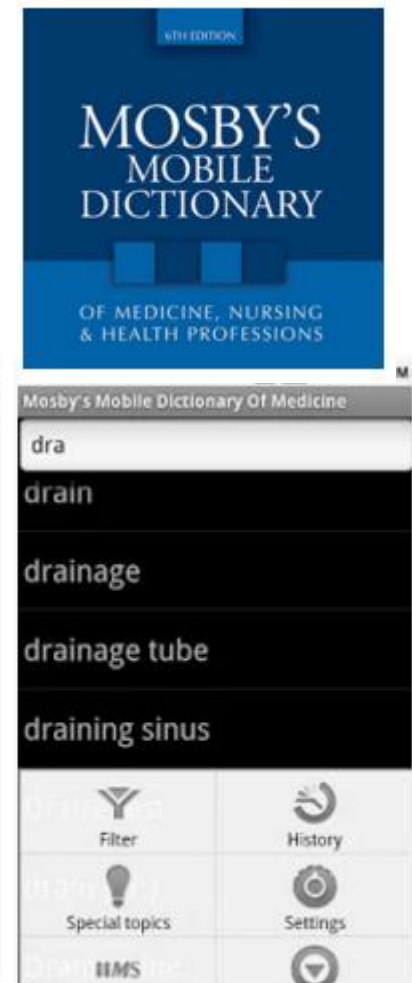 6TH EDITION
MOSBY'S
MOBILE
DICTIONARY
OF MEDICINE, NURSING
& HEALTH PROFESSIONS
M
Mosby's Mobile Dictionary Of Medicine
dra
drain
drainage
drainage tube
draining sinus
Filter
History
Special topics
Settings